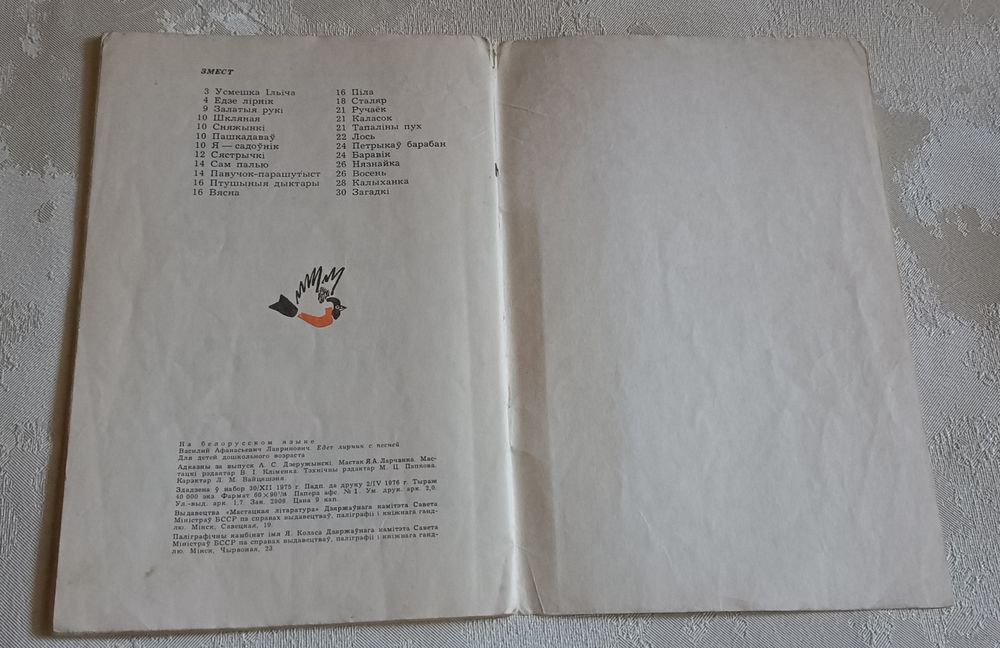 ЗМЕСТ
3 Усмешка Ільіча
4 Едзе лірнік
9 Залатыя рукі
10 Шкляная
10 Сняжынкі
10 Пашкадаваў
10 Я — садоўнік
12 Сястрычкі
14 Сам палью
14 Павучок-парашутыст
16 Птушыныя дыктары
16 Вясна
16 Піла
18 Сталяр
21 Ручаёк
21 Каласок
21 Тапаліны пух
22 Лось
24 Петрыкаў барабан
24 Баравік
26 Нязнайка
26 Восень
28 Калыханка
30 Загадкі
На белорусском языке
Василий Афанасьевич Лавринович. Едет лирник с песней
Для детей дошкольного возраста
Адказны за выпуск А. С. Дзеружынскі. Мастак Я. А. Ларчанка. Мас-
тацкі рэдактар В. І. Кліменка. Тэхнічны рэдактар М. Ц. Папкова.
Карэктар Л. М. Вайцяшэня.
Здадзена ў набор 30/XII 1975 г. Падп. да друку 2/IV 1976 г. Тыраж
40 000 экз. Фармат 60×90¹/₈ Папера афс. № 1. Ум. друк. арк. 2,0.
Ул.-выд. арк. 1,7. Зак. 2008. Цана 9 кап.
Выдавецтва «Мастацкая літаратура» Дзяржаўнага камітэта Савета
Міністраў БССР па справах выдавецтваў, паліграфіі і кніжнага ганд-
лю. Мінск, Савецкая, 19.
Паліграфічны камбінат імя Я. Коласа Дзяржаўнага камітэта Савета
Міністраў БССР па справах выдавецтваў, паліграфіі і кніжнага ганд-
лю. Мінск, Чырвоная, 23.